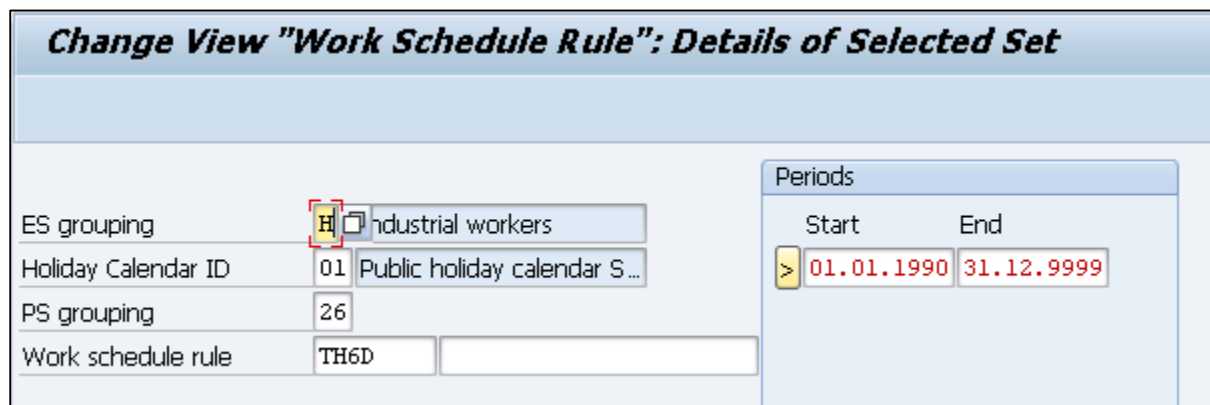 Change View "Work Schedule Rule": Details of Selected Set
Periods
ES grouping H ndustrial workers Start End
Holiday Calendar ID 01 Public holiday calendar S... > 01.01.1990 31.12.9999
PS grouping 26
Work schedule rule TH6D